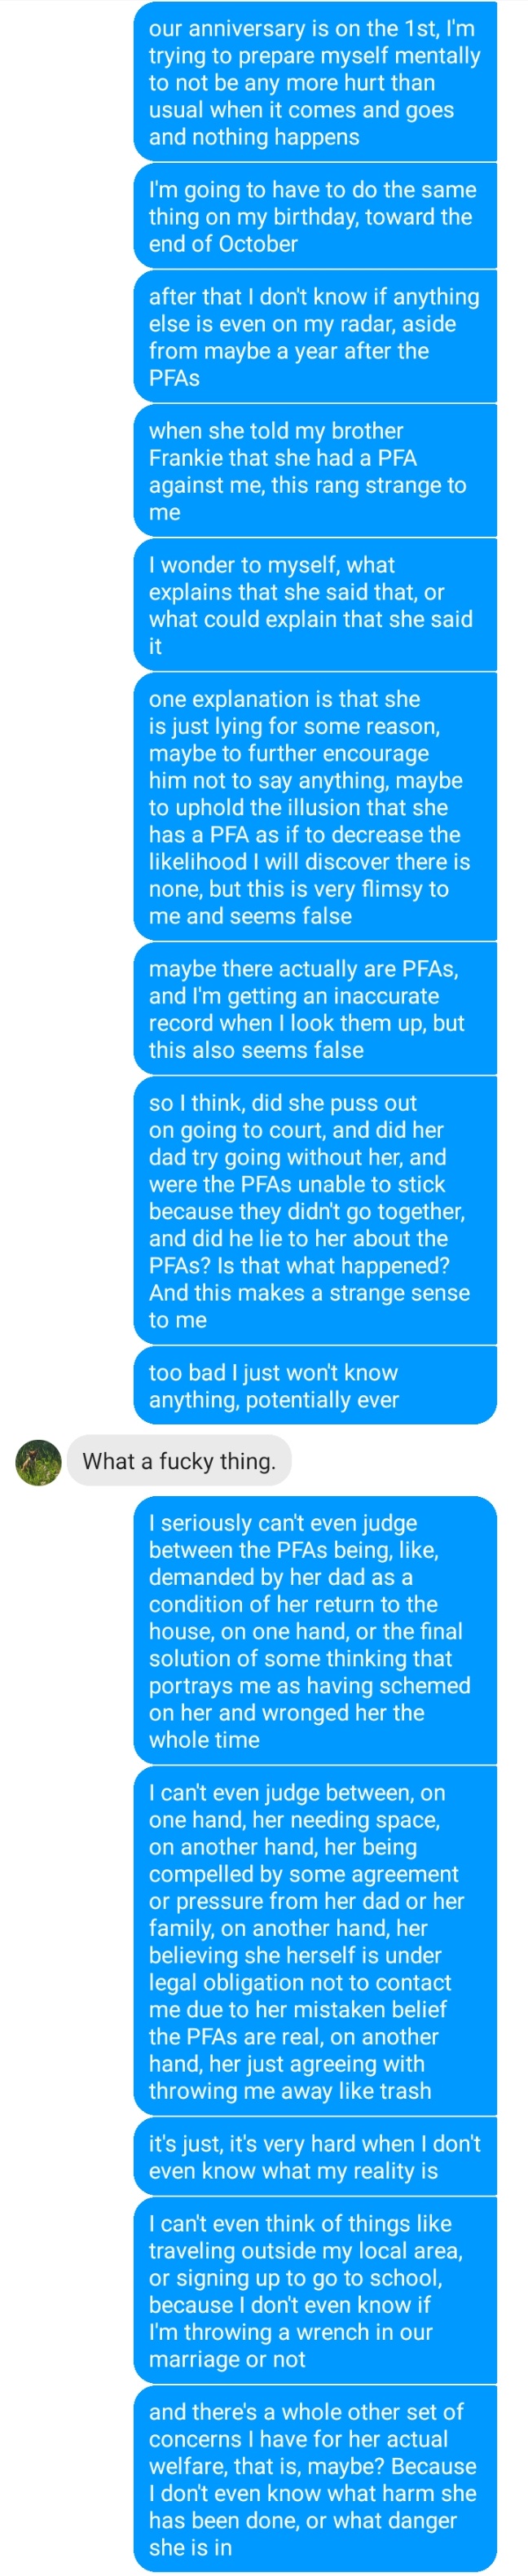 our anniversary is on the 1st, I'm
trying to prepare myself mentally
to not be any more hurt than
usual when it comes and goes
and nothing happens
I'm going to have to do the same
thing on my birthday, toward the
end of October
after that I don't know if anything
else is even on my radar, aside
from maybe a year after the
PFAs
when she told my brother
Frankie that she had a PFA
against me, this rang strange to
me
I wonder to myself, what
explains that she said that, or
what could explain that she said
it
one explanation is that she
is just lying for some reason,
maybe to further encourage
him not to say anything, maybe
to uphold the illusion that she
has a PFA as if to decrease the
likelihood I will discover there is
none, but this is very flimsy to
me and seems false
maybe there actually are PFAs,
and I'm getting an inaccurate
record when I look them up, but
this also seems false
so I think, did she puss out
on going to court, and did her
dad try going without her, and
were the PFAs unable to stick
because they didn't go together,
and did he lie to her about the
PFAs? Is that what happened?
And this makes a strange sense
to me
too bad I just won't know
anything, potentially ever
What a fucky thing.
I seriously can't even judge
between the PFAs being, like,
demanded by her dad as a
condition of her return to the
house, on one hand, or the final
solution of some thinking that
portrays me as having schemed
on her and wronged her the
whole time
I can't even judge between, on
one hand, her needing space,
on another hand, her being
compelled by some agreement
or pressure from her dad or her
family, on another hand, her
believing she herself is under
legal obligation not to contact
me due to her mistaken belief
the PFAs are real, on another
hand, her just agreeing with
throwing me away like trash
it's just, it's very hard when I don't
even know what my reality is
I can't even think of things like
traveling outside my local area,
or signing up to go to school,
because I don't even know if
I'm throwing a wrench in our
marriage or not
and there's a whole other set of
concerns I have for her actual
welfare, that is, maybe? Because
I don't even know what harm she
has been done, or what danger
she is in